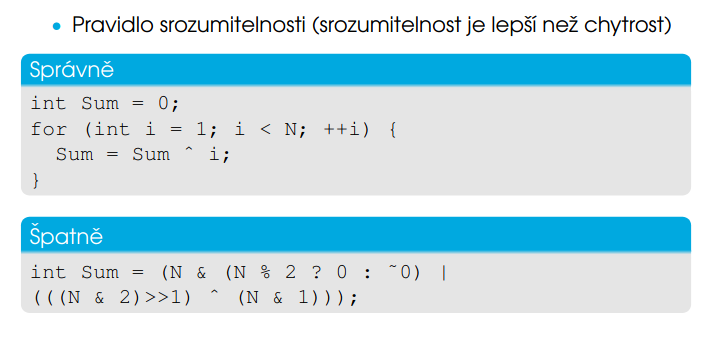 • Pravidlo srozumitelnosti (srozumitelnost je lepší než chytrost)
Správně
int Sum = 0;
for (int i = 1; i < N; ++i) {
  Sum = Sum ^ i;
}
Špatně
int Sum = (N & (N % 2 ? 0 : ~0) |
(((N & 2)>>1) ^ (N & 1)));